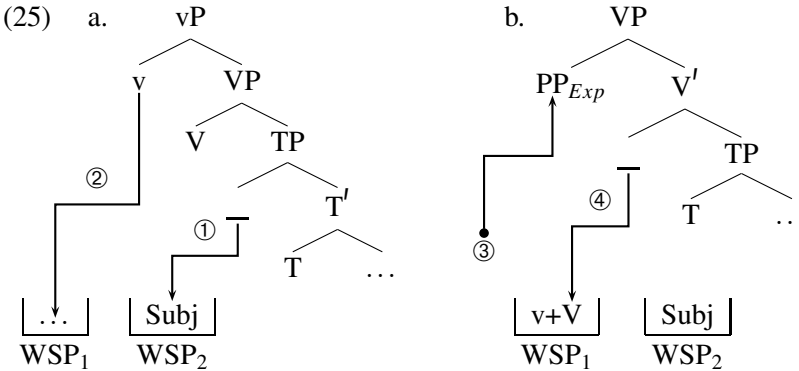 (25) a. vP b. VP
v VP PP_Exp V′
V TP TP
②
T′ T …
① ④
T … ③
… Subj v+V Subj
WSP₁ WSP₂ WSP₁ WSP₂